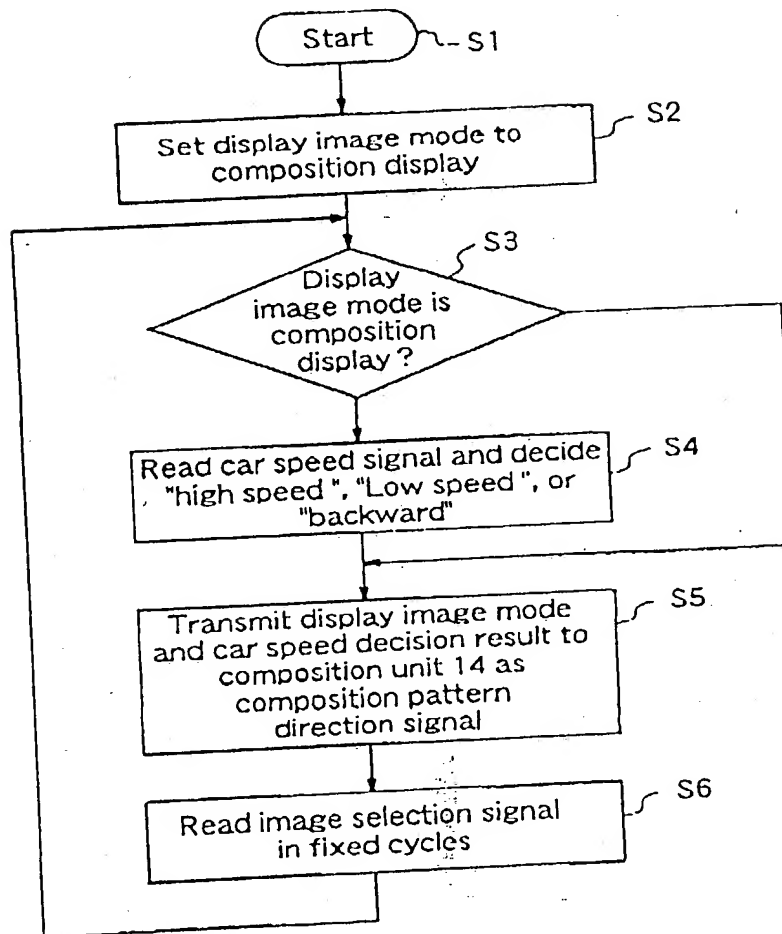 Start
S1
Set display image mode to
composition display
S2
Display
image mode is
composition
display?
S3
Read car speed signal and decide
"high speed", "Low speed", or
"backward"
S4
Transmit display image mode
and car speed decision result to
composition unit 14 as
composition pattern
direction signal
S5
Read image selection signal
in fixed cycles
S6